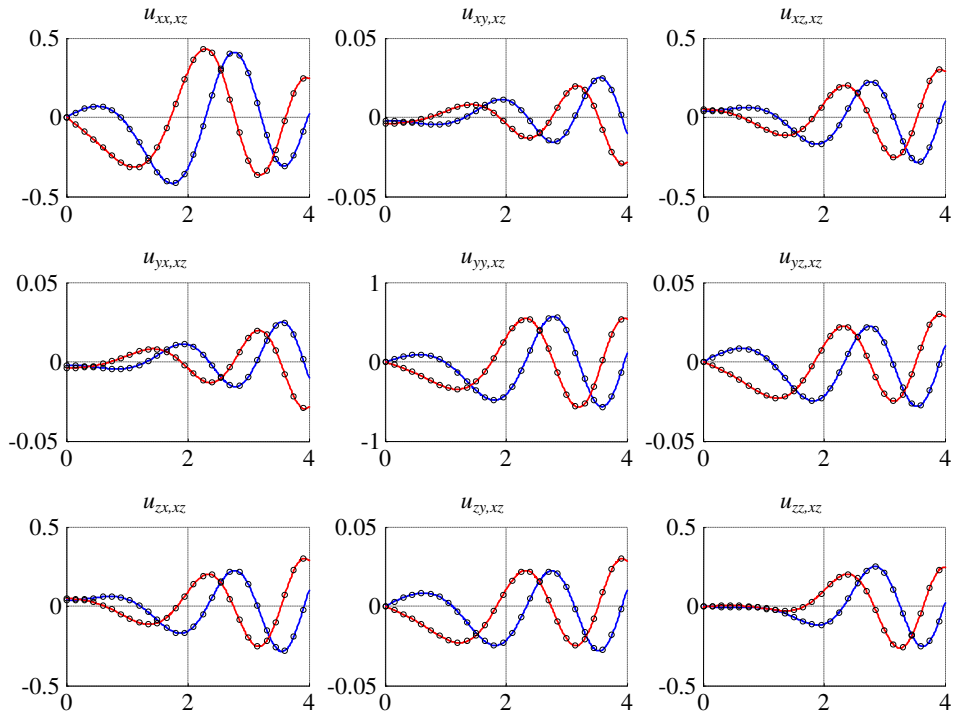 u_{xx,xz} u_{xy,xz} u_{xz,xz}
0.5 0.05 0.5
0 0 0
-0.5 -0.05 -0.5
0 2 4 0 2 4 0 2 4
u_{yx,xz} u_{yy,xz} u_{yz,xz}
0.05 1 0.05
0 0 0
-0.05 -1 -0.05
0 2 4 0 2 4 0 2 4
u_{zx,xz} u_{zy,xz} u_{zz,xz}
0.5 0.05 0.5
0 0 0
-0.5 -0.05 -0.5
0 2 4 0 2 4 0 2 4